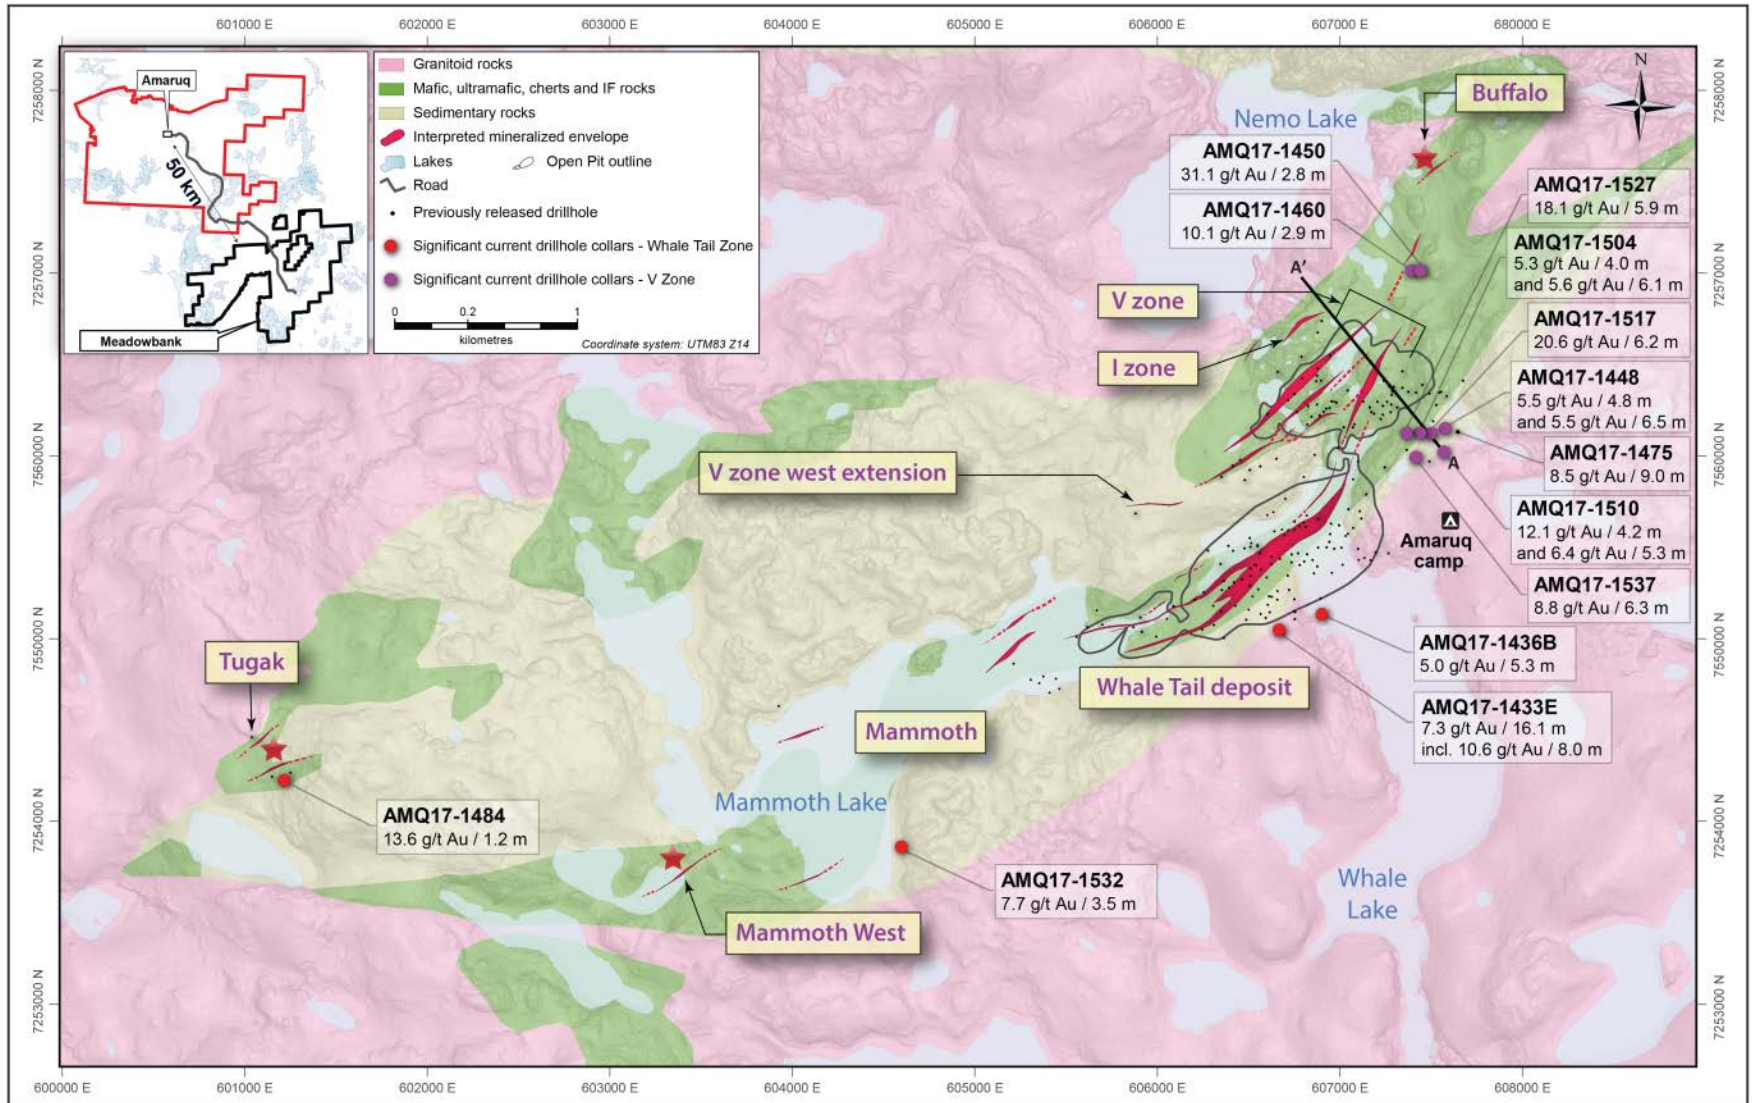 601000 E
602000 E
603000 E
604000 E
605000 E
606000 E
607000 E
680000 E
7258000 N
7257000 N
7560000 N
7550000 N
7254000 N
7253000 N
Amaruq
50 km
Meadowbank
Granitoid rocks
Mafic, ultramafic, cherts and IF rocks
Sedimentary rocks
Interpreted mineralized envelope
Lakes
Open Pit outline
Road
Previously released drillhole
Significant current drillhole collars - Whale Tail Zone
Significant current drillhole collars - V Zone
0
0.2
1
kilometres
Coordinate system: UTM83 Z14
N
Buffalo
Nemo Lake
AMQ17-1450
31.1 g/t Au / 2.8 m
AMQ17-1460
10.1 g/t Au / 2.9 m
AMQ17-1527
18.1 g/t Au / 5.9 m
AMQ17-1504
5.3 g/t Au / 4.0 m
and 5.6 g/t Au / 6.1 m
A'
V zone
I zone
AMQ17-1517
20.6 g/t Au / 6.2 m
AMQ17-1448
5.5 g/t Au / 4.8 m
and 5.5 g/t Au / 6.5 m
AMQ17-1475
8.5 g/t Au / 9.0 m
A
V zone west extension
AMQ17-1510
12.1 g/t Au / 4.2 m
and 6.4 g/t Au / 5.3 m
Amaruq
camp
AMQ17-1537
8.8 g/t Au / 6.3 m
AMQ17-1436B
5.0 g/t Au / 5.3 m
Tugak
Whale Tail deposit
AMQ17-1433E
7.3 g/t Au / 16.1 m
incl. 10.6 g/t Au / 8.0 m
Mammoth
Mammoth Lake
AMQ17-1484
13.6 g/t Au / 1.2 m
AMQ17-1532
7.7 g/t Au / 3.5 m
Whale
Lake
Mammoth West
7258000 N
7257000 N
7560000 N
7550000 N
7254000 N
7253000 N
600000 E
601000 E
602000 E
603000 E
604000 E
605000 E
606000 E
607000 E
608000 E